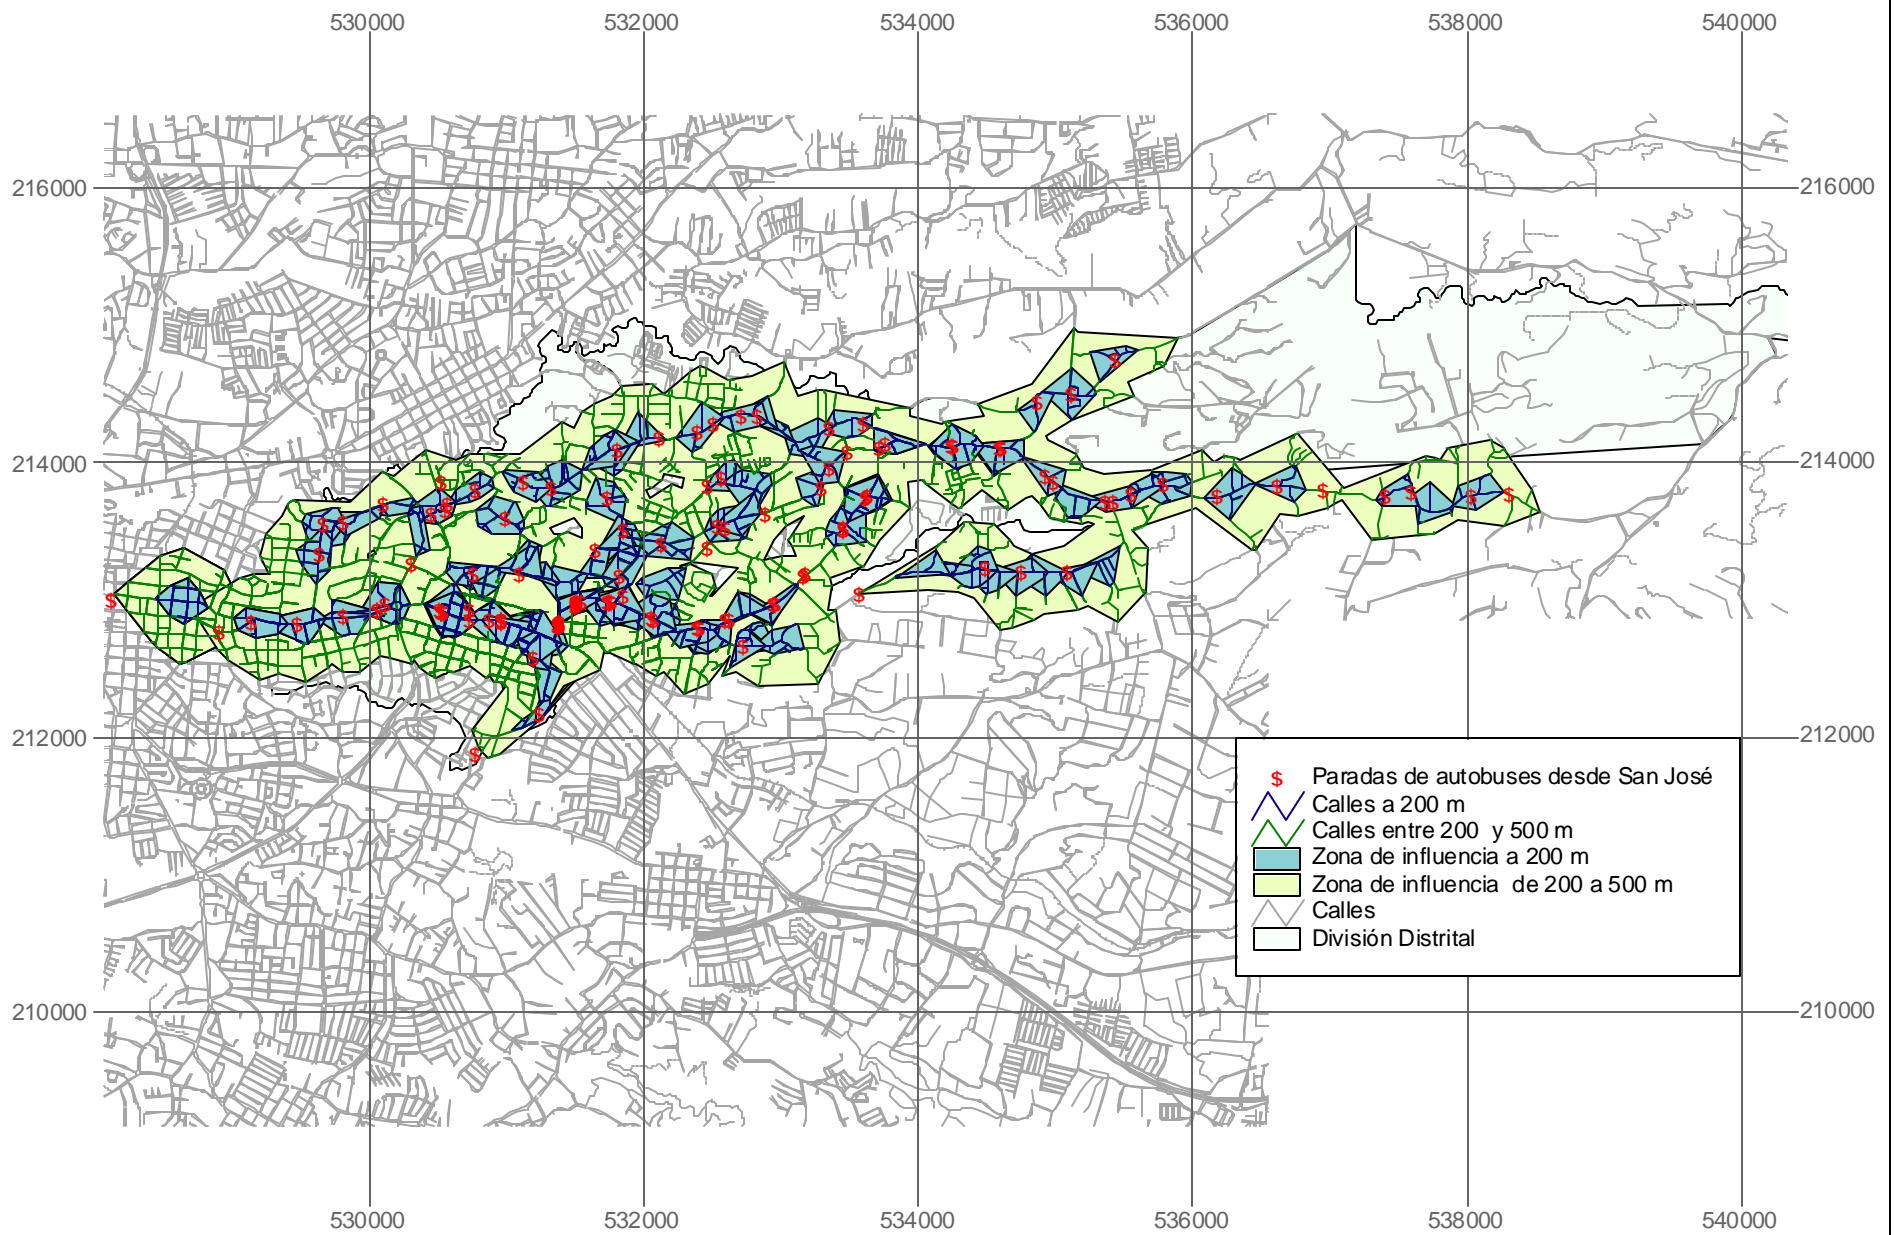 530000 532000 534000 536000 538000 540000
216000 216000
214000 214000
212000 212000
$ Paradas de autobuses desde San José
Calles a 200 m
Calles entre 200 y 500 m
Zona de influencia a 200 m
Zona de influencia de 200 a 500 m
Calles
División Distrital
210000 210000
530000 532000 534000 536000 538000 540000